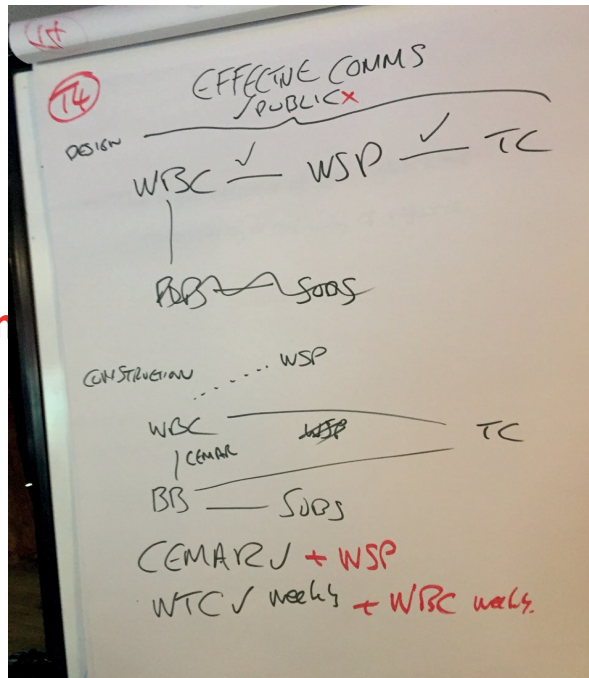 T4
EFFECTIVE COMMS
/PUBLIC X
DESIGN
WBC ✓ WSP ✓ TC
SUBS
CONSTRUCTION WSP
WBC WSP TC
CEMAR
BB SUBS
CEMAR ✓ + WSP
WTC ✓ weekly + WBC weekly.